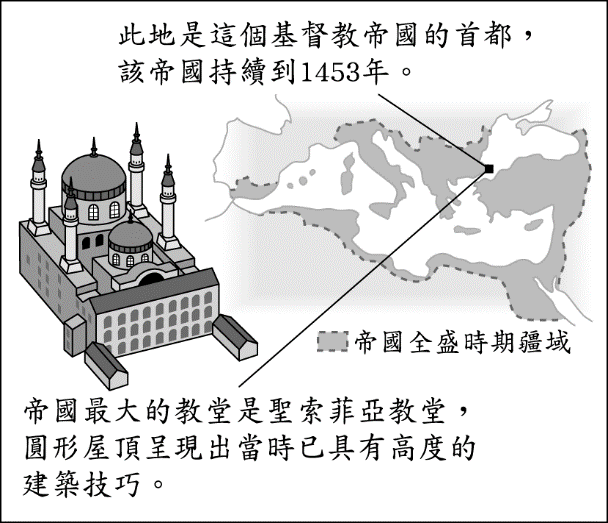 此地是這個基督教帝國的首都，
該帝國持續到1453年。
帝國全盛時期疆域
帝國最大的教堂是聖索菲亞教堂，
圓形屋頂呈現出當時已具有高度的
建築技巧。